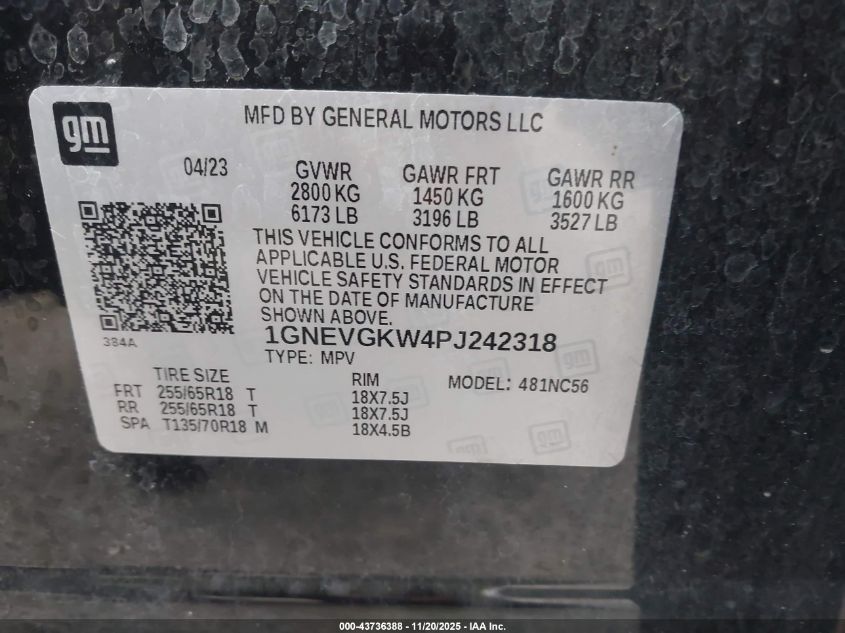 gm
MFD BY GENERAL MOTORS LLC
04/23 GVWR GAWR FRT GAWR RR
2800 KG 1450 KG 1600 KG
6173 LB 3196 LB 3527 LB
THIS VEHICLE CONFORMS TO ALL
APPLICABLE U.S. FEDERAL MOTOR
VEHICLE SAFETY STANDARDS IN EFFECT
ON THE DATE OF MANUFACTURE
SHOWN ABOVE.
384A
1GNEVGKW4PJ242318
TYPE: MPV
TIRE SIZE RIM MODEL: 481NC56
FRT 255/65R18 T 18X7.5J
RR 255/65R18 T 18X7.5J
SPA T135/70R18 M 18X4.5B
000-43736388 - 11/20/2025 - IAA Inc.